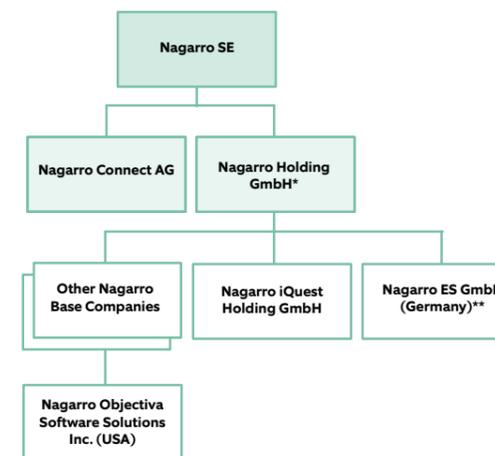 Nagarro SE
Nagarro Connect AG
Nagarro Holding
GmbH*
Other Nagarro
Base Companies
Nagarro iQuest
Holding GmbH
Nagarro ES
(Germany)**
Nagarro Objectiva
Software Solutions
Inc. (USA)